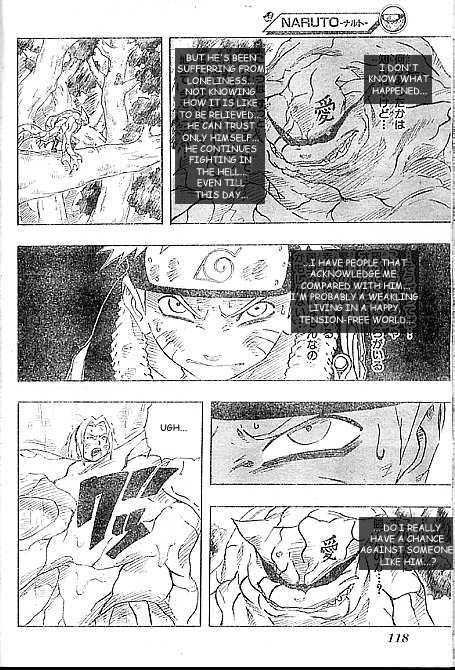 NARUTO-ナルト-
I DON'T
KNOW WHAT
HAPPENED...
愛
BUT HE'S BEEN
SUFFERING FROM
LONELINESS...
NOT KNOWING
HOW IT IS LIKE
TO BE RELIEVED...
HE CAN TRUST
ONLY HIMSELF...
HE CONTINUES
FIGHTING IN
THE HELL...
EVEN TILL
THIS DAY...
...I HAVE PEOPLE THAT
ACKNOWLEDGE ME.
COMPARED WITH HIM...
I'M PROBABLY A WEAKLING
LIVING IN A HAPPY,
TENSION-FREE WORLD...
UGH...
愛
... DO I REALLY
HAVE A CHANCE
AGAINST SOMEONE
LIKE HIM...?
118